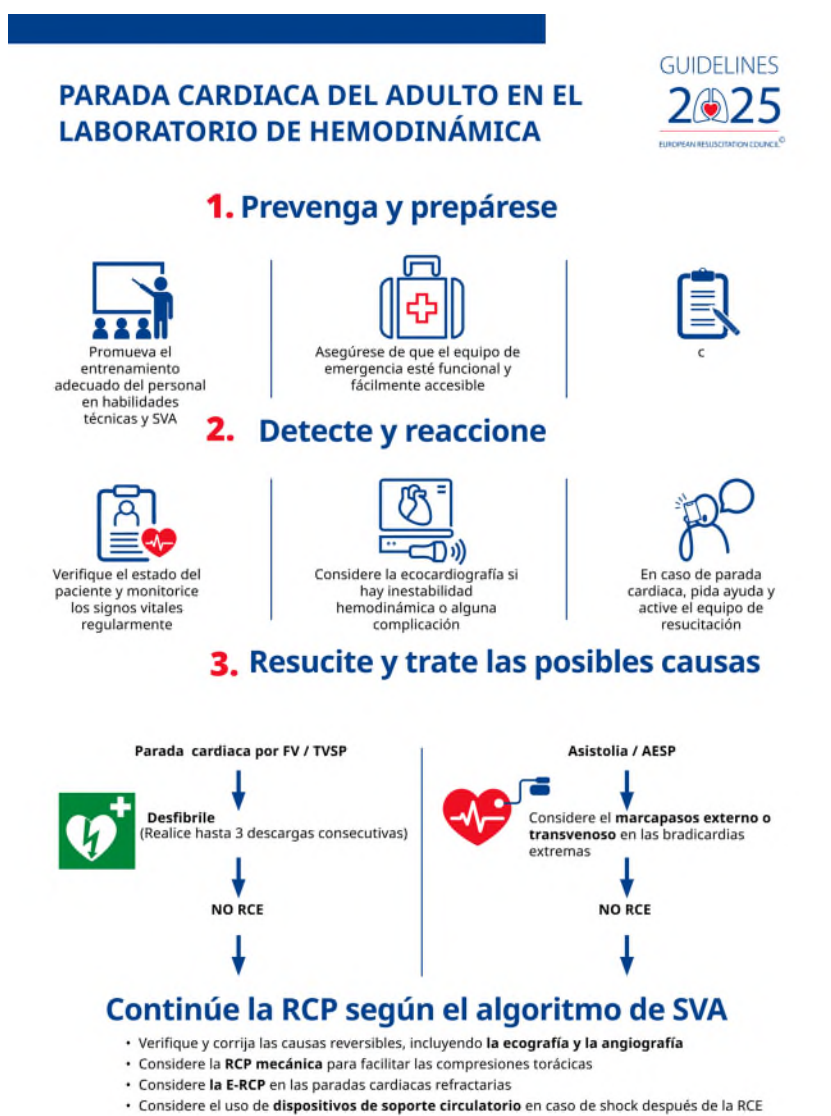 GUIDELINES
2025
EUROPEAN RESUSCITATION COUNCIL©
PARADA CARDIACA DEL ADULTO EN EL
LABORATORIO DE HEMODINÁMICA
1. Prevenga y prepárese
Promueva el
entrenamiento
adecuado del personal
en habilidades
técnicas y SVA
Asegúrese de que el equipo de
emergencia esté funcional y
fácilmente accesible
c
2. Detecte y reaccione
Verifique el estado del
paciente y monitorice
los signos vitales
regularmente
Considere la ecocardiografía si
hay inestabilidad
hemodinámica o alguna
complicación
En caso de parada
cardiaca, pida ayuda y
active el equipo de
resucitación
3. Resucite y trate las posibles causas
Parada cardiaca por FV / TVSP
Desfibrile
(Realice hasta 3 descargas consecutivas)
NO RCE
Asistolia / AESP
Considere el marcapasos externo o
transvenoso en las bradicardias
extremas
NO RCE
Continúe la RCP según el algoritmo de SVA
• Verifique y corrija las causas reversibles, incluyendo la ecografía y la angiografía
• Considere la RCP mecánica para facilitar las compresiones torácicas
• Considere la E-RCP en las paradas cardiacas refractarias
• Considere el uso de dispositivos de soporte circulatorio en caso de shock después de la RCE